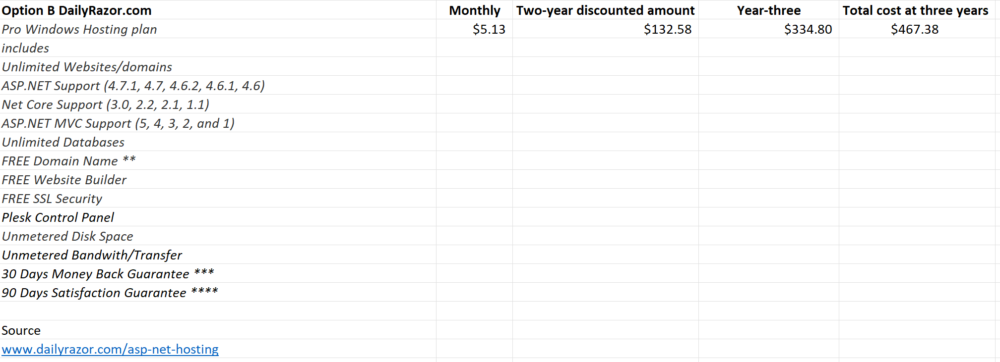 Option B DailyRazor.com Monthly Two-year discounted amount Year-three Total cost at three years
Pro Windows Hosting plan $5.13 $132.58 $334.80 $467.38
includes
Unlimited Websites/domains
ASP.NET Support (4.7.1, 4.7, 4.6.2, 4.6.1, 4.6)
Net Core Support (3.0, 2.2, 2.1, 1.1)
ASP.NET MVC Support (5, 4, 3, 2, and 1)
Unlimited Databases
FREE Domain Name **
FREE Website Builder
FREE SSL Security
Plesk Control Panel
Unmetered Disk Space
Unmetered Bandwith/Transfer
30 Days Money Back Guarantee ***
90 Days Satisfaction Guarantee ****
Source
www.dailyrazor.com/asp-net-hosting